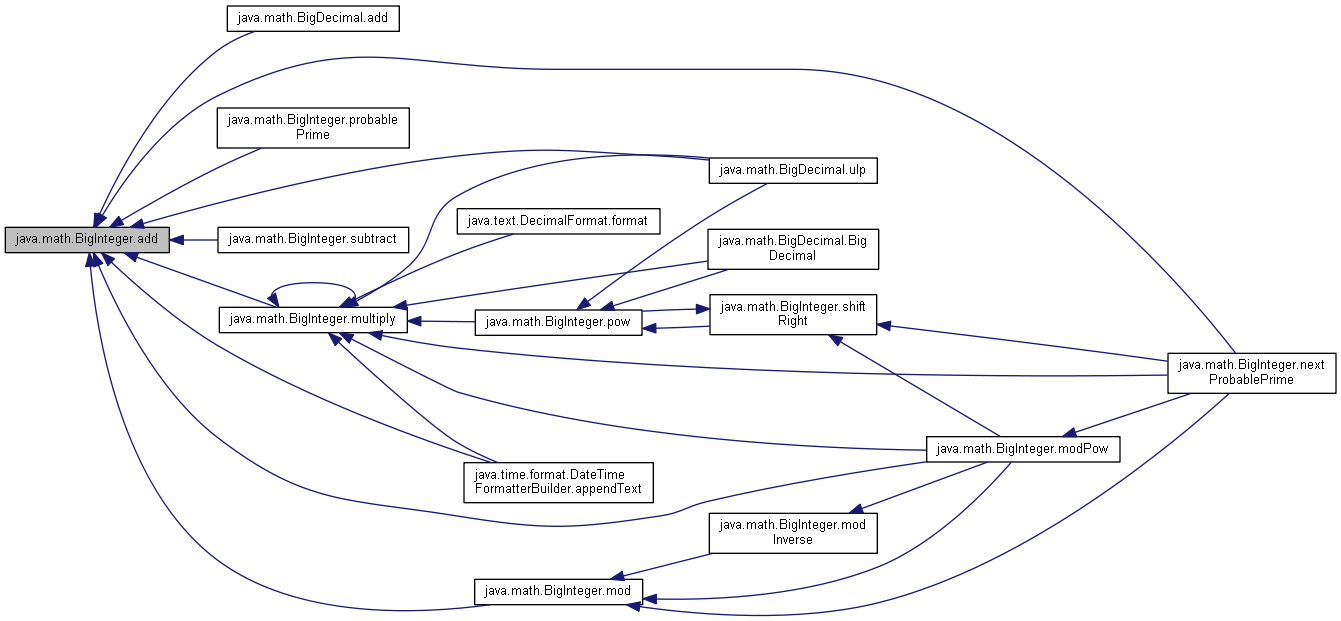 java.math.BigDecimal.add
java.math.BigInteger.probable
Prime
java.math.BigDecimal.ulp
java.text.DecimalFormat.format
java.math.BigInteger.add
java.math.BigInteger.subtract
java.math.BigDecimal.Big
Decimal
java.math.BigInteger.multiply
java.math.BigInteger.pow
java.math.BigInteger.shift
Right
java.math.BigInteger.next
ProbablePrime
java.math.BigInteger.modPow
java.time.format.DateTime
FormatterBuilder.appendText
java.math.BigInteger.mod
Inverse
java.math.BigInteger.mod